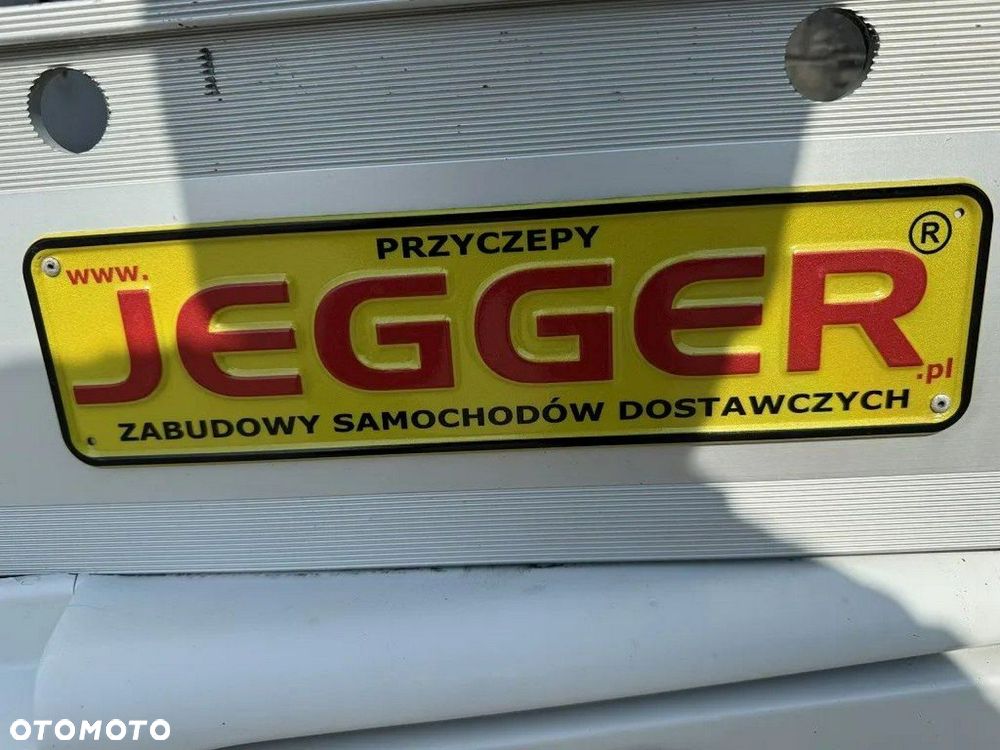 PRZYCZEPY
www.JEGGER.pl ®
ZABUDOWY SAMOCHODÓW DOSTAWCZYCH
OTOMOTO